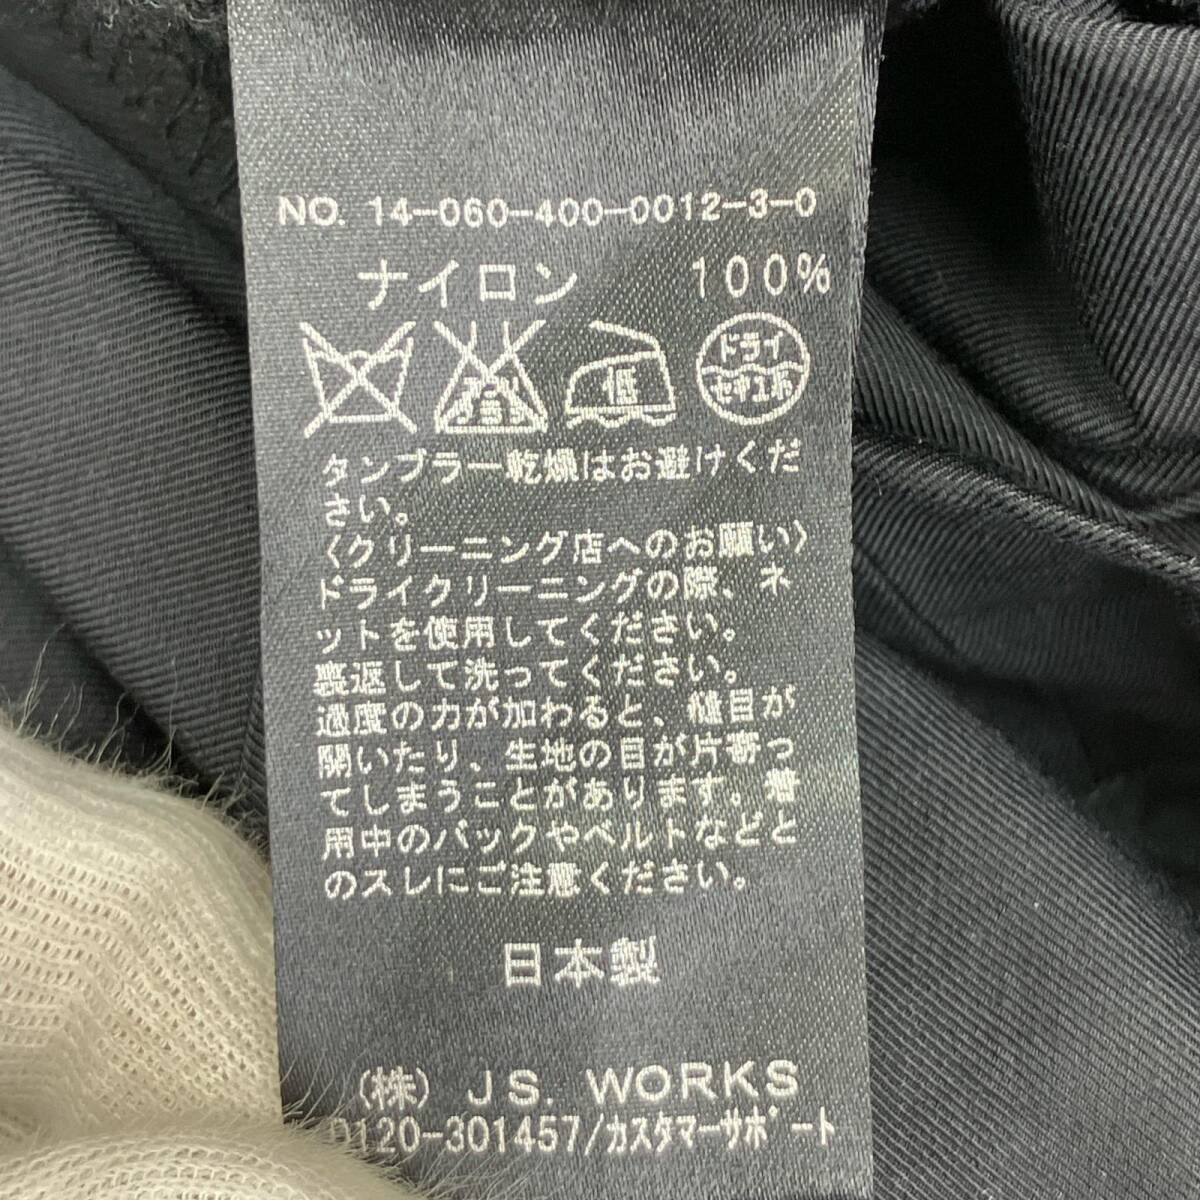 NO. 14-060-400-0012-3-0
ナイロン 100%
エンソ サラシ 低 ドライ
セキユ系
タンブラー乾燥はお避けくだ
さい。
〈クリーニング店へのお願い〉
ドライクリーニングの際、ネ
ットを使用してください。
裏返して洗ってください。
過度の力が加わると、縫目が
開いたり、生地の目が片寄っ
てしまうことがあります。着
用中のバックやベルトなどと
のスレにご注意ください。
日本製
(株) J.S. WORKS
0120-301457/カスタマーサポート